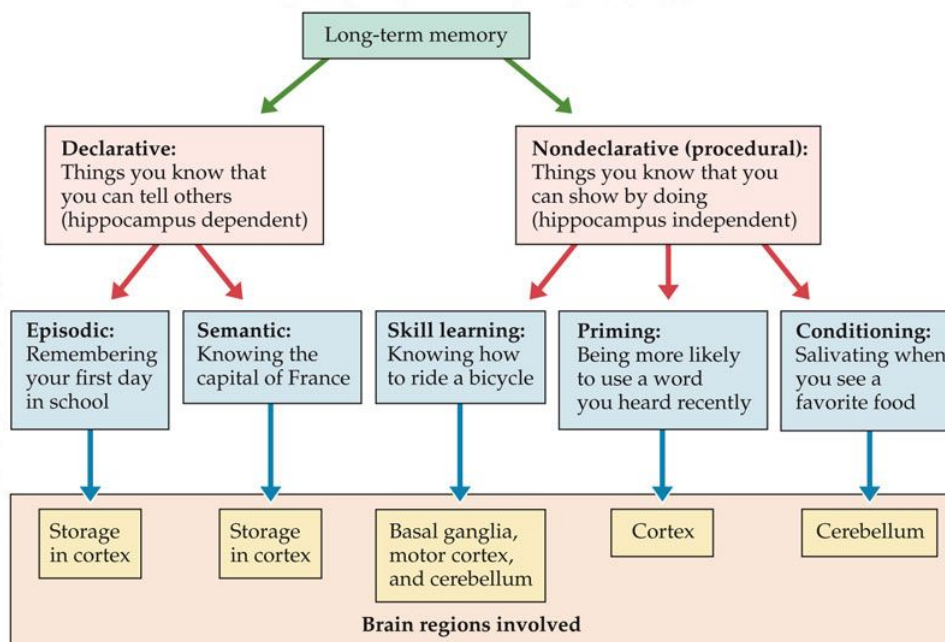 Long-term memory
Declarative:
Things you know that
you can tell others
(hippocampus dependent)
Nondeclarative (procedural):
Things you know that you
can show by doing
(hippocampus independent)
Episodic:
Remembering
your first day
in school
Semantic:
Knowing the
capital of France
Skill learning:
Knowing how
to ride a bicycle
Priming:
Being more likely
to use a word
you heard recently
Conditioning:
Salivating when
you see a
favorite food
Storage
in cortex
Storage
in cortex
Basal ganglia,
motor cortex,
and cerebellum
Cortex
Cerebellum
Brain regions involved